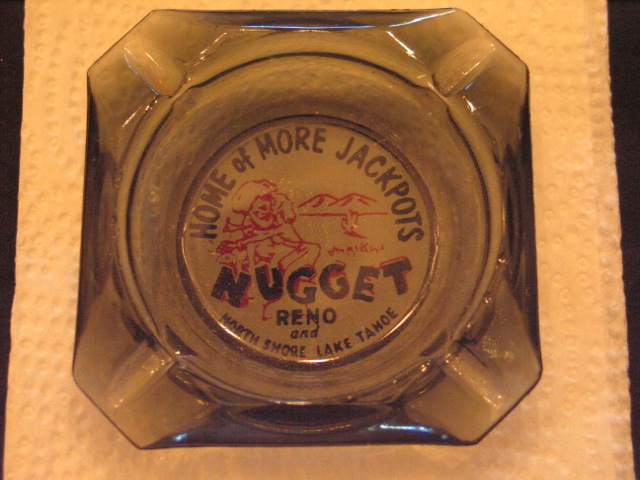 HOME of MORE JACKPOTS
NUGGET
RENO
and
NORTH SHORE LAKE TAHOE